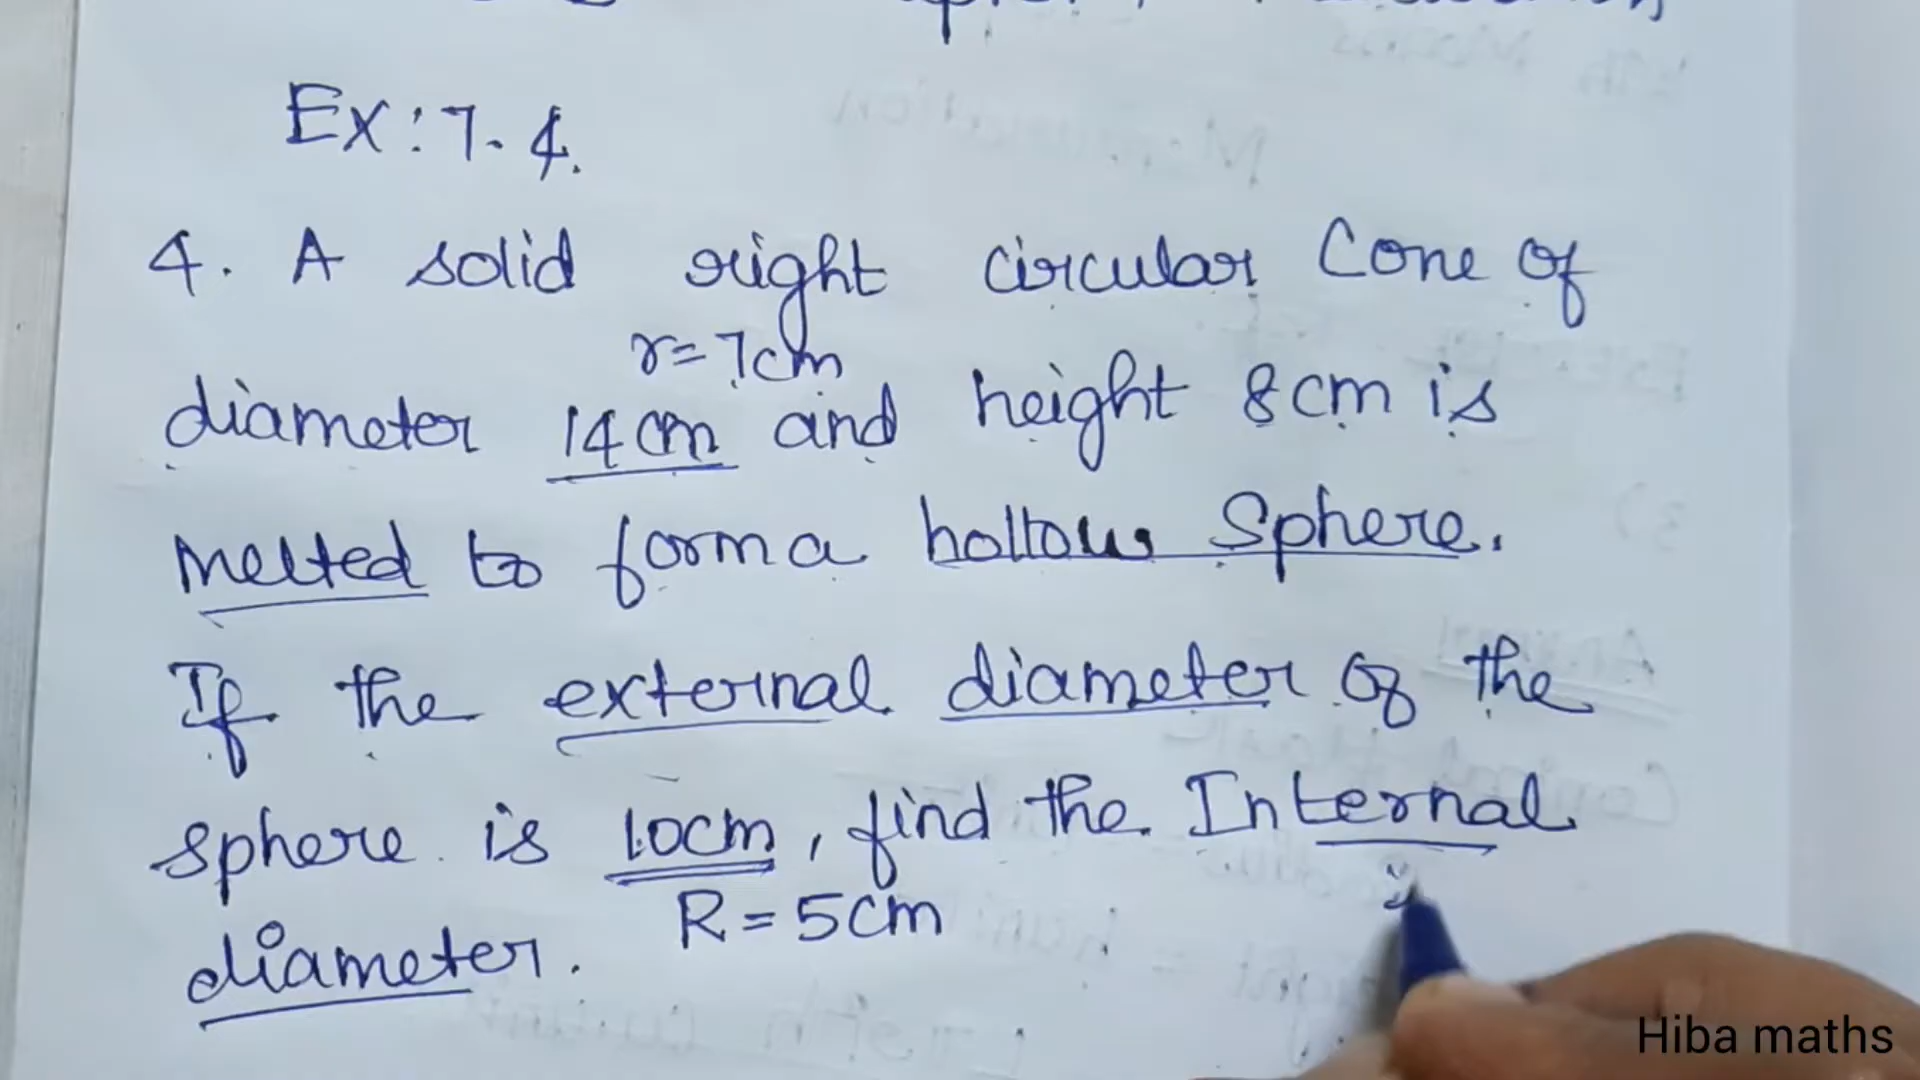 Ex: 7.4.
4. A solid right circular Cone of
r=7cm
diameter 14cm and height 8cm is
melted to form a hollow Sphere.
If the external diameter of the
sphere is 10cm, find the Internal
R = 5cm
diameter.
Hiba maths